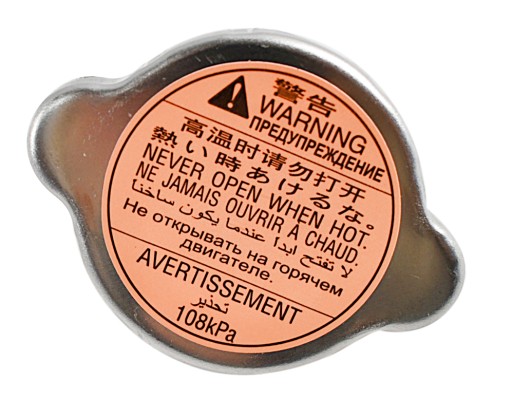 警告
WARNING
ПРЕДУПРЕЖДЕНИЕ
高温时请勿打开
熱い時あけるな。
NEVER OPEN WHEN HOT.
NE JAMAIS OUVRIR À CHAUD.
لا تفتح ابدا عندما يكون ساخنا
Не открывать на горячем
двигателе.
AVERTISSEMENT
تحذير
108kPa